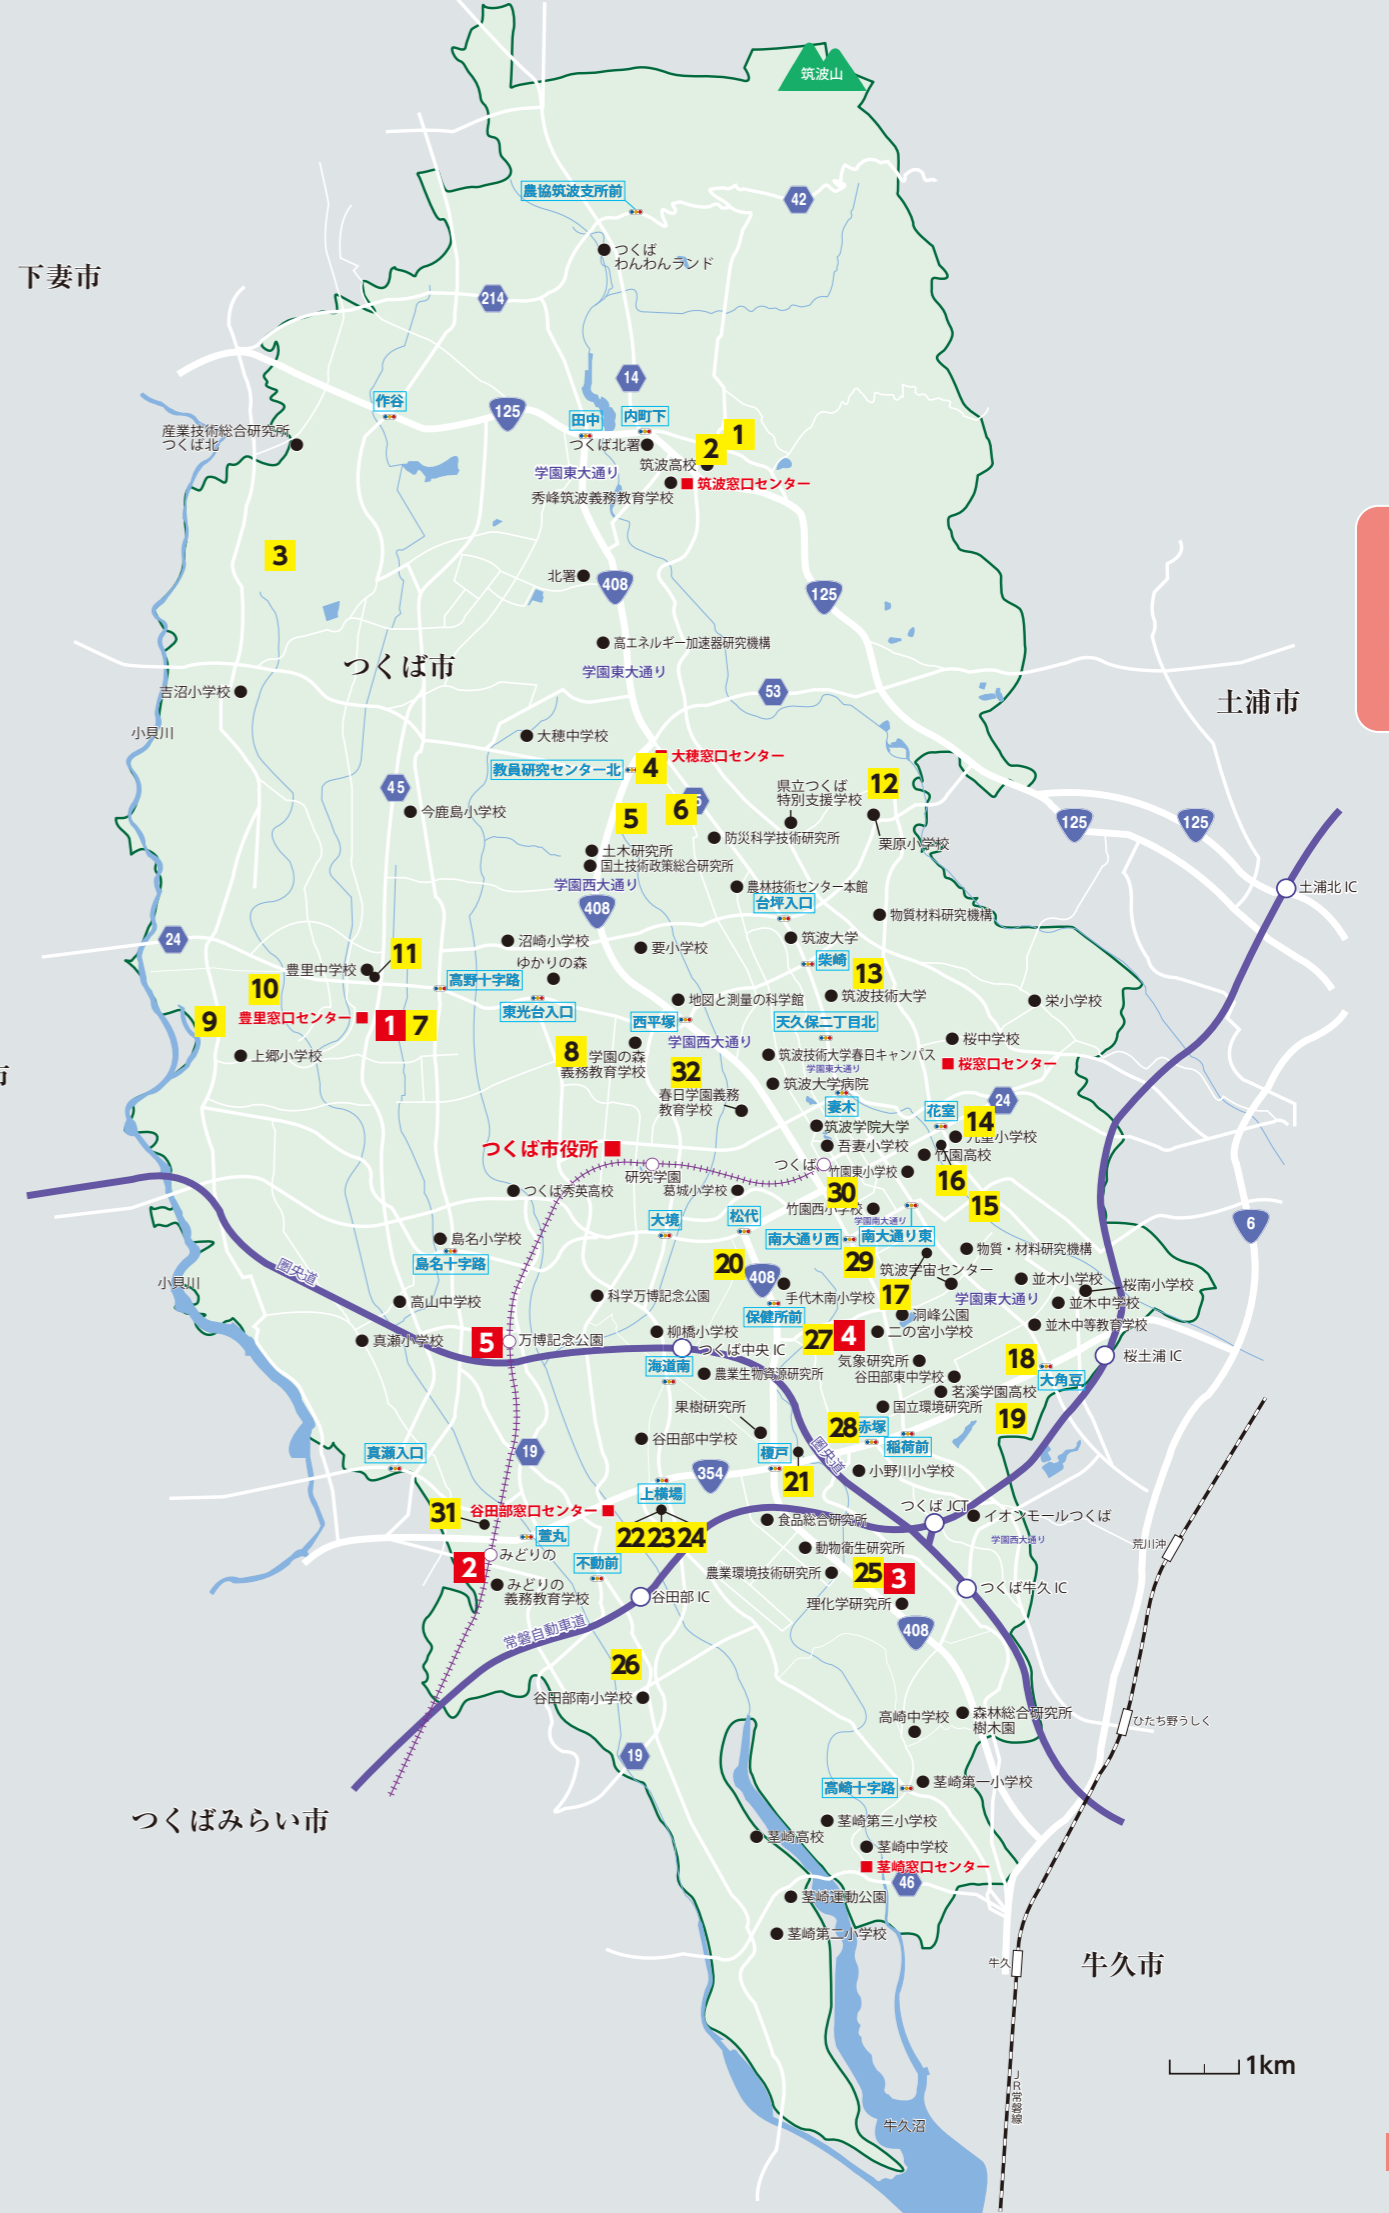 筑波山
農協筑波支所前
42
つくば
わんわんランド
下妻市
214
14
作谷
125
田中
内町下
産業技術総合研究所
つくば北
つくば北署
1
2
筑波高校
学園東大通り
筑波窓口センター
秀峰筑波義務教育学校
3
北署
408
125
高エネルギー加速器研究機構
つくば市
学園東大通り
吉沼小学校
53
土浦市
小貝川
大穂中学校
大穂窓口センター
教員研究センター北
4
45
県立つくば
特別支援学校
12
今鹿島小学校
5
6
125
125
防災科学技術研究所
栗原小学校
土木研究所
国土技術政策総合研究所
学園西大通り
農林技術センター本館
土浦北 IC
台坪入口
408
物質材料研究機構
24
沼崎小学校
要小学校
筑波大学
11
豊里中学校
ゆかりの森
柴崎
13
高野十字路
10
地図と測量の科学館
筑波技術大学
栄小学校
東光台入口
9
豊里窓口センター
1
7
西平塚
天久保二丁目北
学園西大通り
桜中学校
上郷小学校
8
学園の森
義務教育学校
筑波技術大学春日キャンパス
桜窓口センター
市
32
学園東大通り
筑波大学病院
春日学園義務
教育学校
妻木
24
花室
14
筑波学院大学
九重小学校
つくば市役所
吾妻小学校
竹園高校
研究学園
つくば
竹園東小学校
16
つくば秀英高校
葛城小学校
30
15
竹園西小学校
大境
松代
学園南大通り
6
島名小学校
南大通り西
南大通り東
島名十字路
物質・材料研究機構
圏央道
20
29
筑波宇宙センター
小貝川
408
並木小学校
桜南小学校
科学万博記念公園
手代木南小学校
17
学園東大通り
並木中学校
高山中学校
保健所前
洞峰公園
真瀬小学校
5
万博記念公園
柳橋小学校
27
4
二の宮小学校
並木中等教育学校
つくば中央 IC
気象研究所
18
桜土浦 IC
海道南
農業生物資源研究所
谷田部東中学校
大角豆
茗溪学園高校
果樹研究所
国立環境研究所
19
28
赤塚
谷田部中学校
稲荷前
真瀬入口
19
榎戸
圏央道
354
21
小野川小学校
上横場
31
谷田部窓口センター
つくば JCT
イオンモールつくば
食品総合研究所
萱丸
22
23
24
学園西大通り
荒川沖
動物衛生研究所
みどりの
不動前
2
農業環境技術研究所
25
3
みどりの
義務教育学校
谷田部 IC
つくば牛久 IC
理化学研究所
常磐自動車道
408
26
谷田部南小学校
高崎中学校
森林総合研究所
樹木園
ひたち野うしく
19
高崎十字路
茎崎第一小学校
つくばみらい市
茎崎第三小学校
茎崎高校
茎崎中学校
茎崎窓口センター
46
茎崎運動公園
茎崎第二小学校
牛久
牛久市
1km
JR常磐線
牛久沼